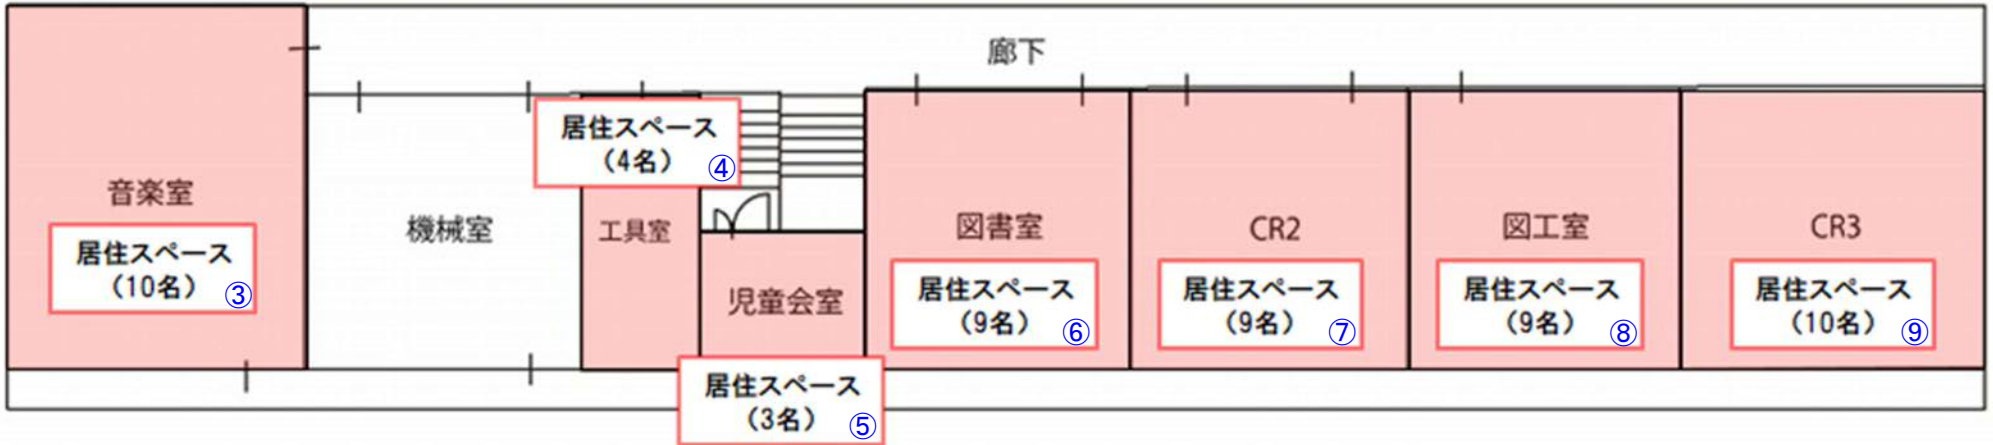 廊下
音楽室
居住スペース
(10名) ③
機械室
居住スペース
(4名) ④
工具室
児童会室
居住スペース
(3名) ⑤
図書室
居住スペース
(9名) ⑥
CR2
居住スペース
(9名) ⑦
図工室
居住スペース
(9名) ⑧
CR3
居住スペース
(10名) ⑨